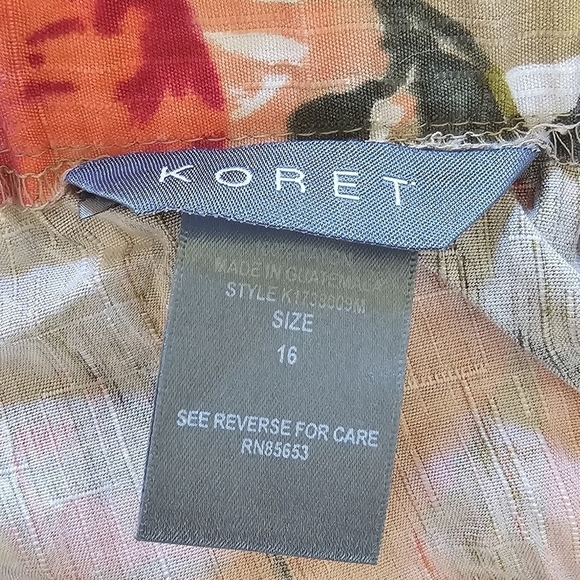 KORET
MADE IN GUATEMALA
SIZE
16
SEE REVERSE FOR CARE
RN85653
STYLE